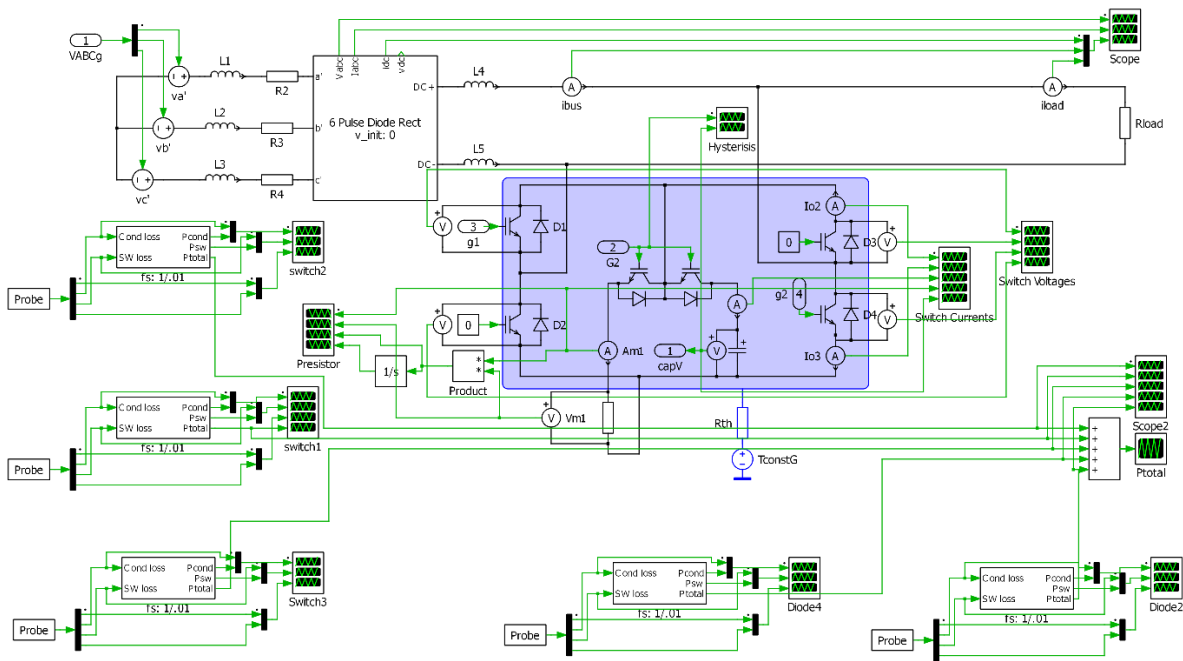 1
VABCg
va'
vb'
vc'
L1
L2
L3
R2
R3
R4
Vabc
Iabc
idc
vdc
a'
b'
c'
6 Pulse Diode Rect
v_init: 0
DC+
DC-
L4
L5
A
ibus
A
iload
Scope
Rload
Hysterisis
V
3
g1
D1
2
G2
Io2
A
0
D3
V
Switch Voltages
Cond loss
SW loss
Pcond
Psw
Ptotal
fs: 1/.01
switch2
Probe
Presistor
V
0
D2
A
Am1
A
1
capV
V
g2
4
D4
V
Io3
A
Switch Currents
1/s
*
*
Product
V
Vm1
Rth
TconstG
Scope2
+
+
+
+
+
Ptotal
Cond loss
SW loss
Pcond
Psw
Ptotal
fs: 1/.01
switch1
Probe
Cond loss
SW loss
Pcond
Psw
Ptotal
fs: 1/.01
Switch3
Probe
Cond loss
SW loss
Pcond
Psw
Ptotal
fs: 1/.01
Diode4
Probe
Cond loss
SW loss
Pcond
Psw
Ptotal
fs: 1/.01
Diode2
Probe